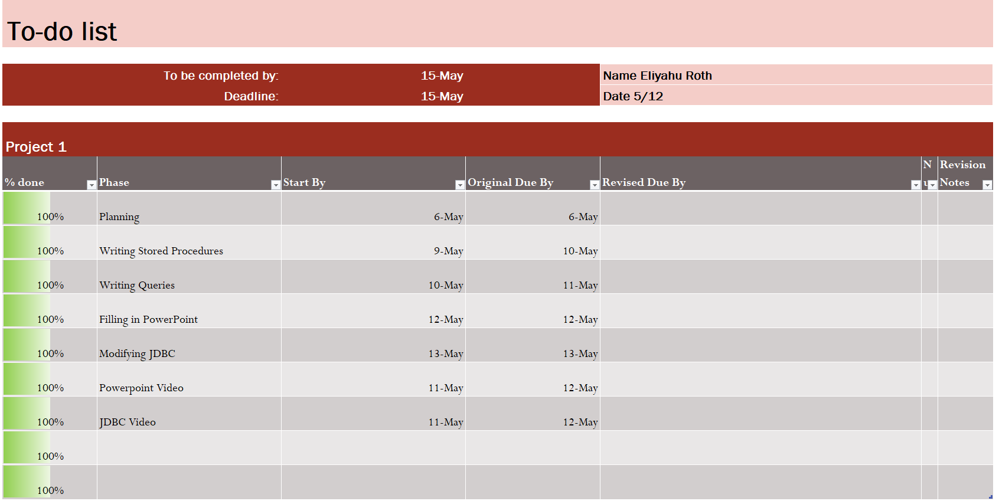 To-do list
To be completed by: 15-May Name Eliyahu Roth
Deadline: 15-May Date 5/12
Project 1
% done Phase Start By Original Due By Revised Due By Nu Revision Notes
100% Planning 6-May 6-May
100% Writing Stored Procedures 9-May 10-May
100% Writing Queries 10-May 11-May
100% Filling in PowerPoint 12-May 12-May
100% Modifying JDBC 13-May 13-May
100% Powerpoint Video 11-May 12-May
100% JDBC Video 11-May 12-May
100%
100%